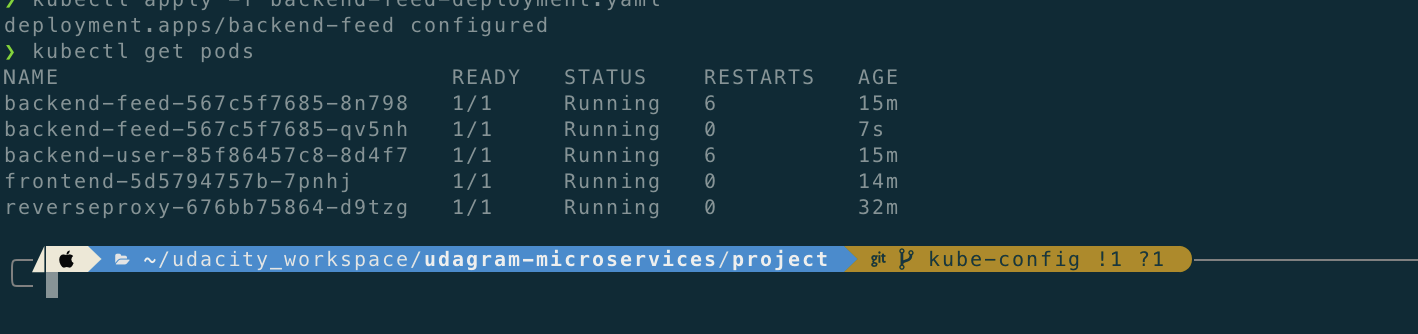 ❯ kubectl apply -f backend-feed-deployment.yaml
deployment.apps/backend-feed configured
❯ kubectl get pods
NAME READY STATUS RESTARTS AGE
backend-feed-567c5f7685-8n798 1/1 Running 6 15m
backend-feed-567c5f7685-qv5nh 1/1 Running 0 7s
backend-user-85f86457c8-8d4f7 1/1 Running 6 15m
frontend-5d5794757b-7pnhj 1/1 Running 0 14m
reverseproxy-676bb75864-d9tzg 1/1 Running 0 32m
~/udacity_workspace/udagram-microservices/project git kube-config !1 ?1